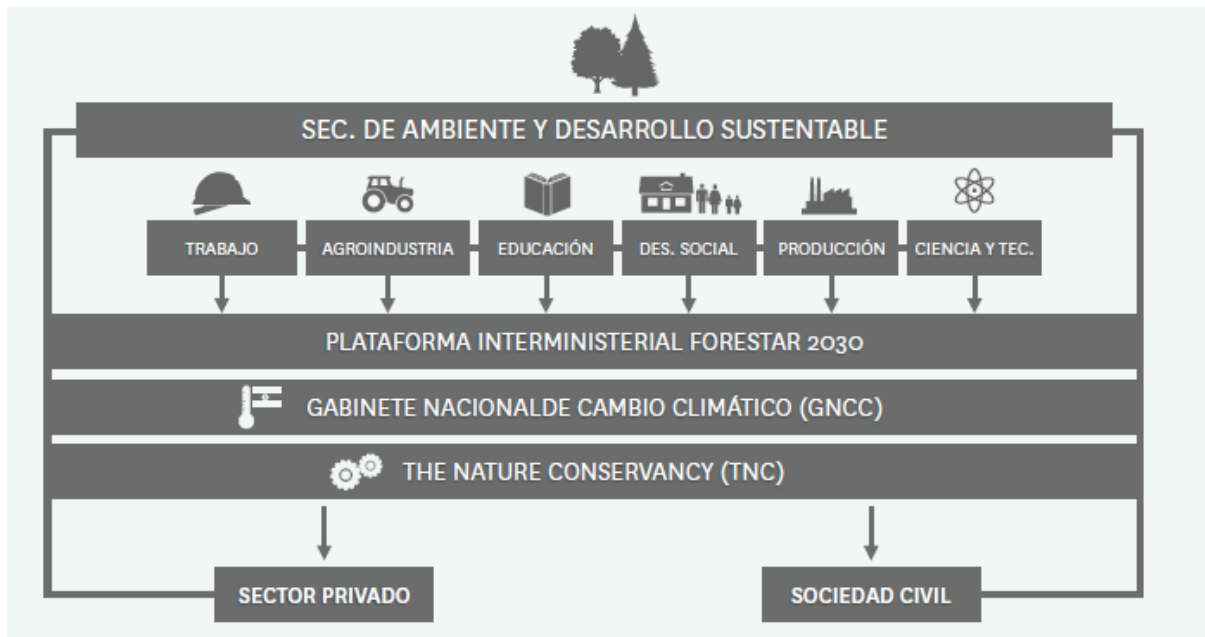 SEC. DE AMBIENTE Y DESARROLLO SUSTENTABLE
TRABAJO
AGROINDUSTRIA
EDUCACIÓN
DES. SOCIAL
PRODUCCIÓN
CIENCIA Y TEC.
PLATAFORMA INTERMINISTERIAL FORESTAR 2030
GABINETE NACIONALDE CAMBIO CLIMÁTICO (GNCC)
THE NATURE CONSERVANCY (TNC)
SECTOR PRIVADO
SOCIEDAD CIVIL